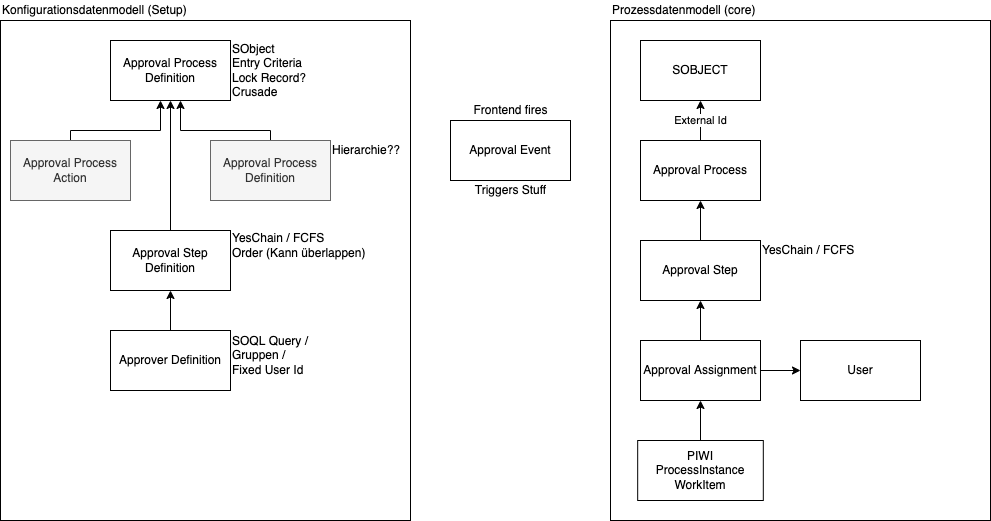 Konfigurationsdatenmodell (Setup)
Approval Process
Definition
SObject
Entry Criteria
Lock Record?
Crusade
Approval Process
Action
Approval Process
Definition
Hierarchie??
Approval Step
Definition
YesChain / FCFS
Order (Kann überlappen)
Approver Definition
SOQL Query /
Gruppen /
Fixed User Id
Frontend fires
Approval Event
Triggers Stuff
Prozessdatenmodell (core)
SOBJECT
External Id
Approval Process
Approval Step
YesChain / FCFS
Approval Assignment
User
PIWI
ProcessInstance
WorkItem